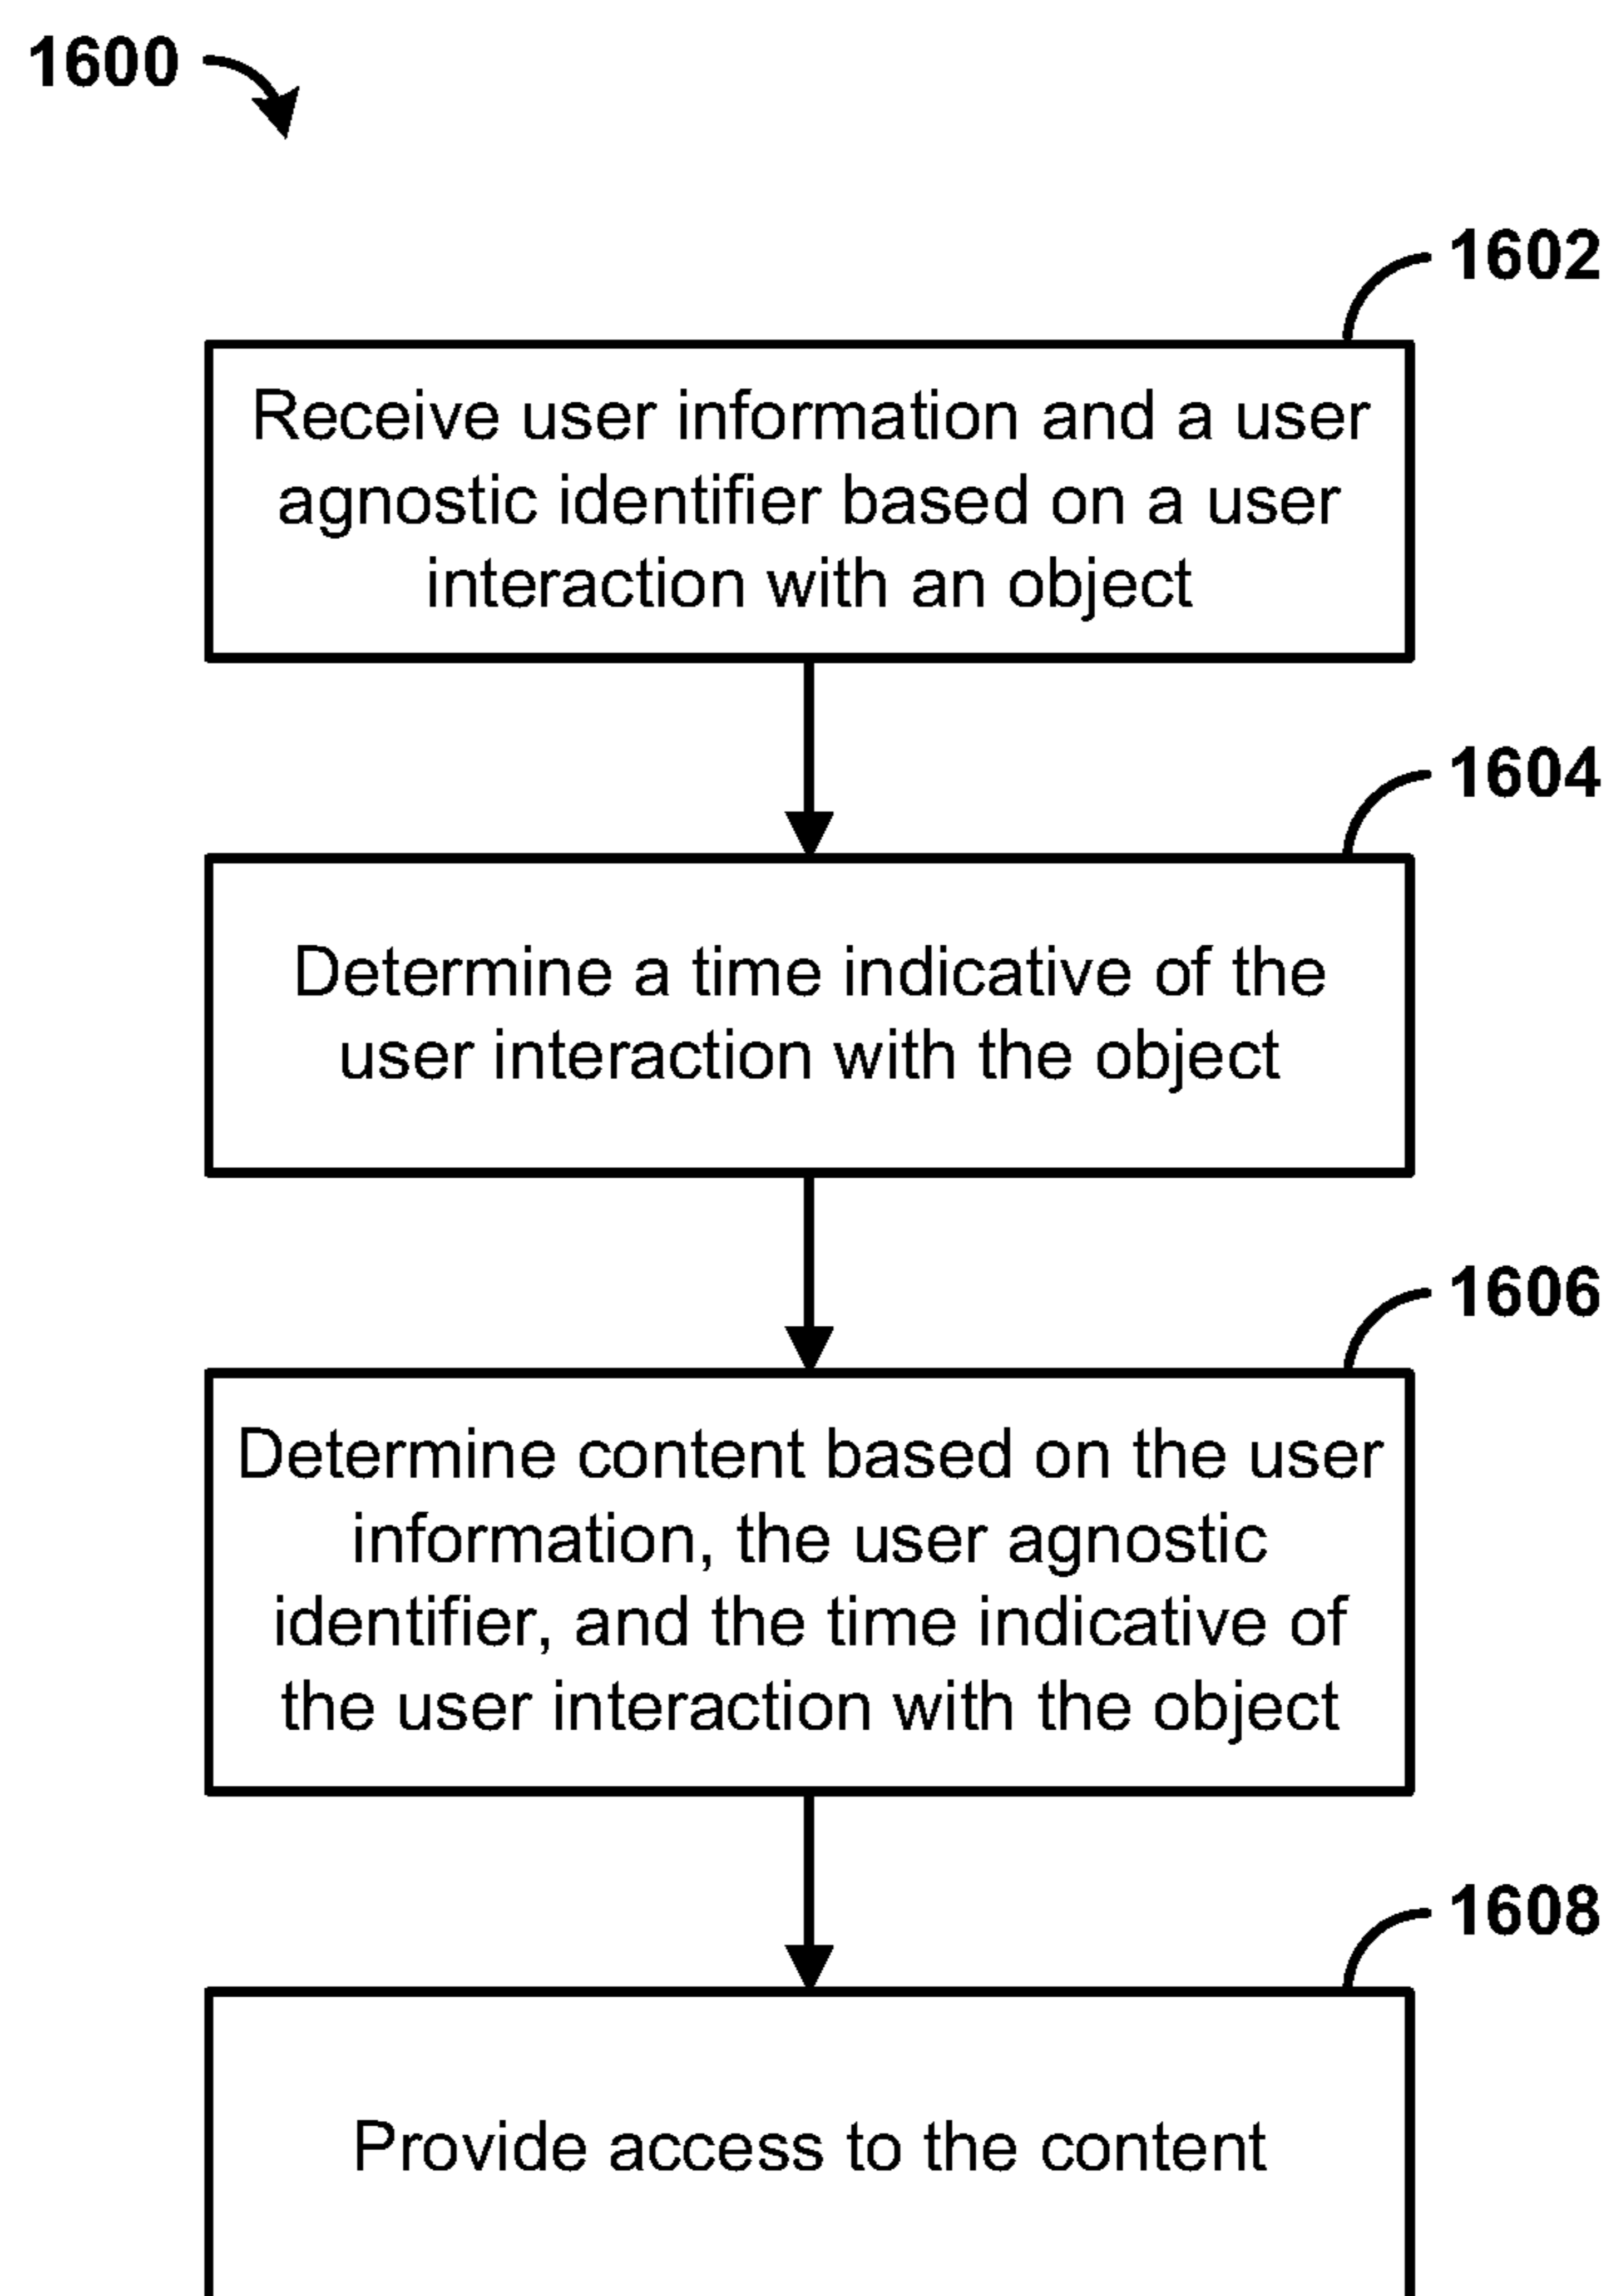 1600
1602
Receive user information and a user
agnostic identifier based on a user
interaction with an object
1604
Determine a time indicative of the
user interaction with the object
1606
Determine content based on the user
information, the user agnostic
identifier, and the time indicative of
the user interaction with the object
1608
Provide access to the content